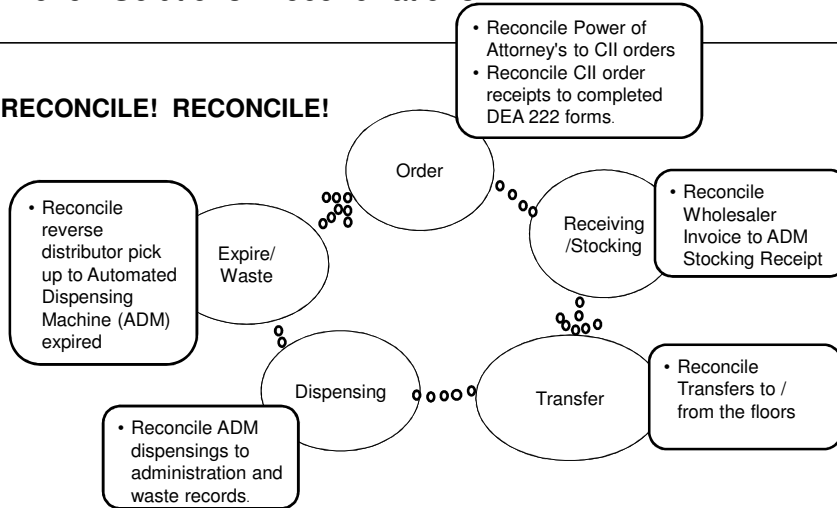 RECONCILE! RECONCILE!
• Reconcile Power of
Attorney's to CII orders
• Reconcile CII order
receipts to completed
DEA 222 forms.
Order
• Reconcile
Wholesaler
Invoice to ADM
Stocking Receipt
Receiving
/Stocking
• Reconcile
reverse
distributor pick
up to Automated
Dispensing
Machine (ADM)
expired
Expire/
Waste
Dispensing
Transfer
• Reconcile
Transfers to /
from the floors
• Reconcile ADM
dispensings to
administration and
waste records.